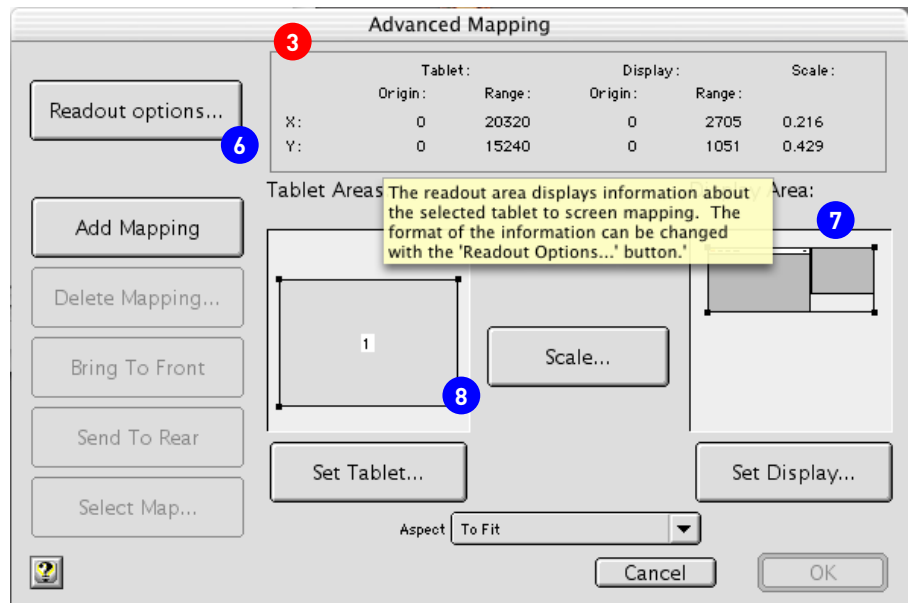 Advanced Mapping
3
Tablet: Display: Scale:
Origin: Range: Origin: Range:
X: 0 20320 0 2705 0.216
Y: 0 15240 0 1051 0.429
Readout options...
6
Tablet Areas Area:
The readout area displays information about
the selected tablet to screen mapping. The
format of the information can be changed
with the 'Readout Options...' button.'
7
Add Mapping
Delete Mapping...
Bring To Front
Send To Rear
Select Map...
1
8
Scale...
Set Tablet...
Set Display...
Aspect To Fit
?
Cancel
OK